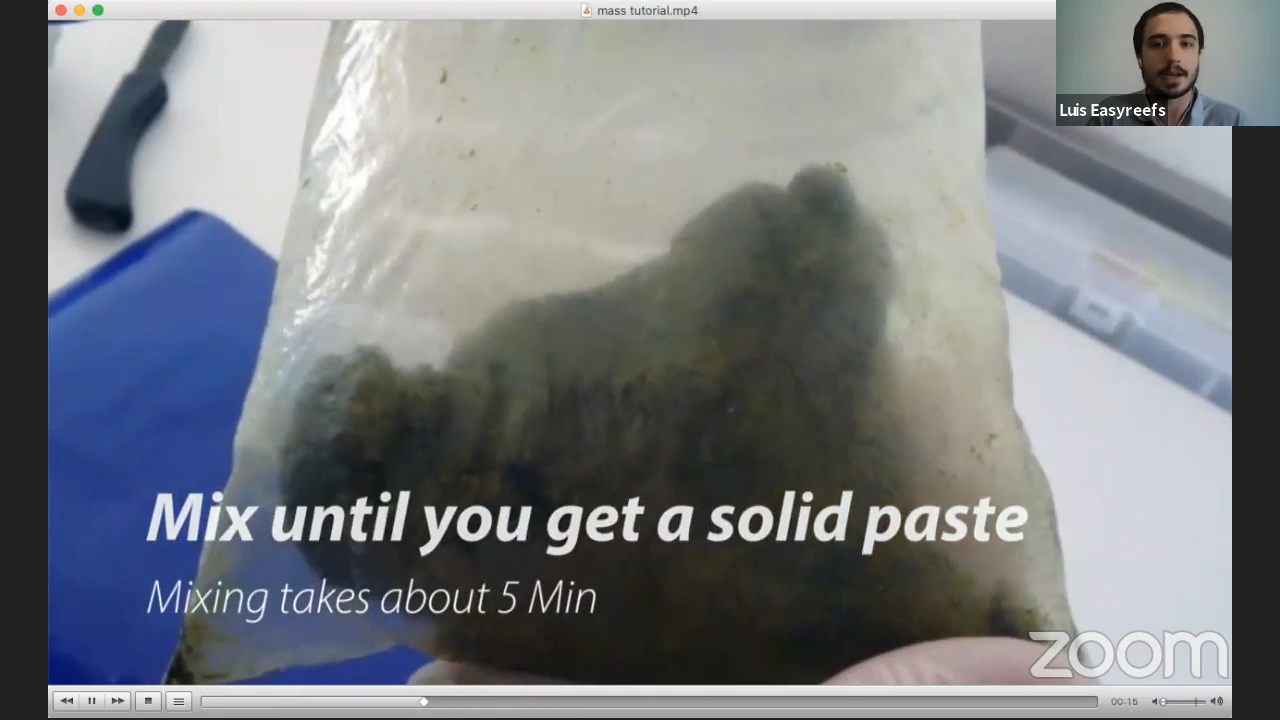 mass tutorial.mp4
Luis Easyreefs
Mix until you get a solid paste
Mixing takes about 5 Min
zoom
00:15